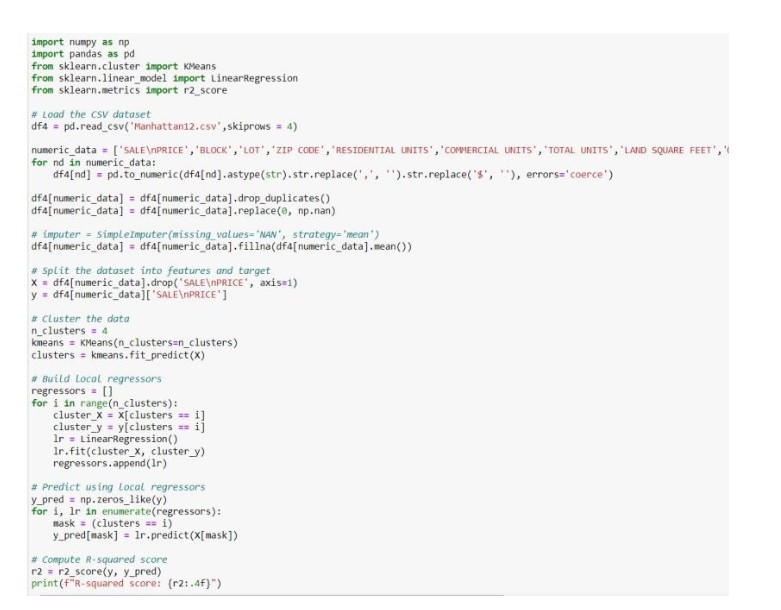 import numpy as np
import pandas as pd
from sklearn.cluster import KMeans
from sklearn.linear_model import LinearRegression
from sklearn.metrics import r2_score

# Load the CSV dataset
df4 = pd.read_csv('Manhattan12.csv',skiprows = 4)

numeric_data = ['SALE\nPRICE','BLOCK','LOT','ZIP CODE','RESIDENTIAL UNITS','COMMERCIAL UNITS','TOTAL UNITS','LAND SQUARE FEET','
for nd in numeric_data:
    df4[nd] = pd.to_numeric(df4[nd].astype(str).str.replace(',', '').str.replace('$', ''), errors='coerce')

df4[numeric_data] = df4[numeric_data].drop_duplicates()
df4[numeric_data] = df4[numeric_data].replace(0, np.nan)

# imputer = SimpleImputer(missing_values='NAN', strategy='mean')
df4[numeric_data] = df4[numeric_data].fillna(df4[numeric_data].mean())

# Split the dataset into features and target
X = df4[numeric_data].drop('SALE\nPRICE', axis=1)
y = df4[numeric_data]['SALE\nPRICE']

# Cluster the data
n_clusters = 4
kmeans = KMeans(n_clusters=n_clusters)
clusters = kmeans.fit_predict(X)

# Build local regressors
regressors = []
for i in range(n_clusters):
    cluster_X = X[clusters == i]
    cluster_y = y[clusters == i]
    lr = LinearRegression()
    lr.fit(cluster_X, cluster_y)
    regressors.append(lr)

# Predict using local regressors
y_pred = np.zeros_like(y)
for i, lr in enumerate(regressors):
    mask = (clusters == i)
    y_pred[mask] = lr.predict(X[mask])

# Compute R-squared score
r2 = r2_score(y, y_pred)
print(f"R-squared score: {r2:.4f}")